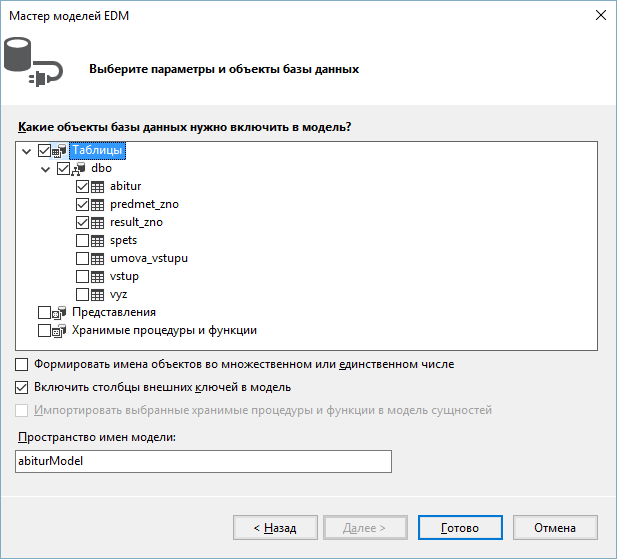 Мастер моделей EDM
Выберите параметры и объекты базы данных
Какие объекты базы данных нужно включить в модель?
Таблицы
dbo
abitur
predmet_zno
result_zno
spets
umova_vstupu
vstup
vyz
Представления
Хранимые процедуры и функции
Формировать имена объектов во множественном или единственном числе
Включить столбцы внешних ключей в модель
Импортировать выбранные хранимые процедуры и функции в модель сущностей
Пространство имен модели:
abiturModel
< Назад Далее > Готово Отмена